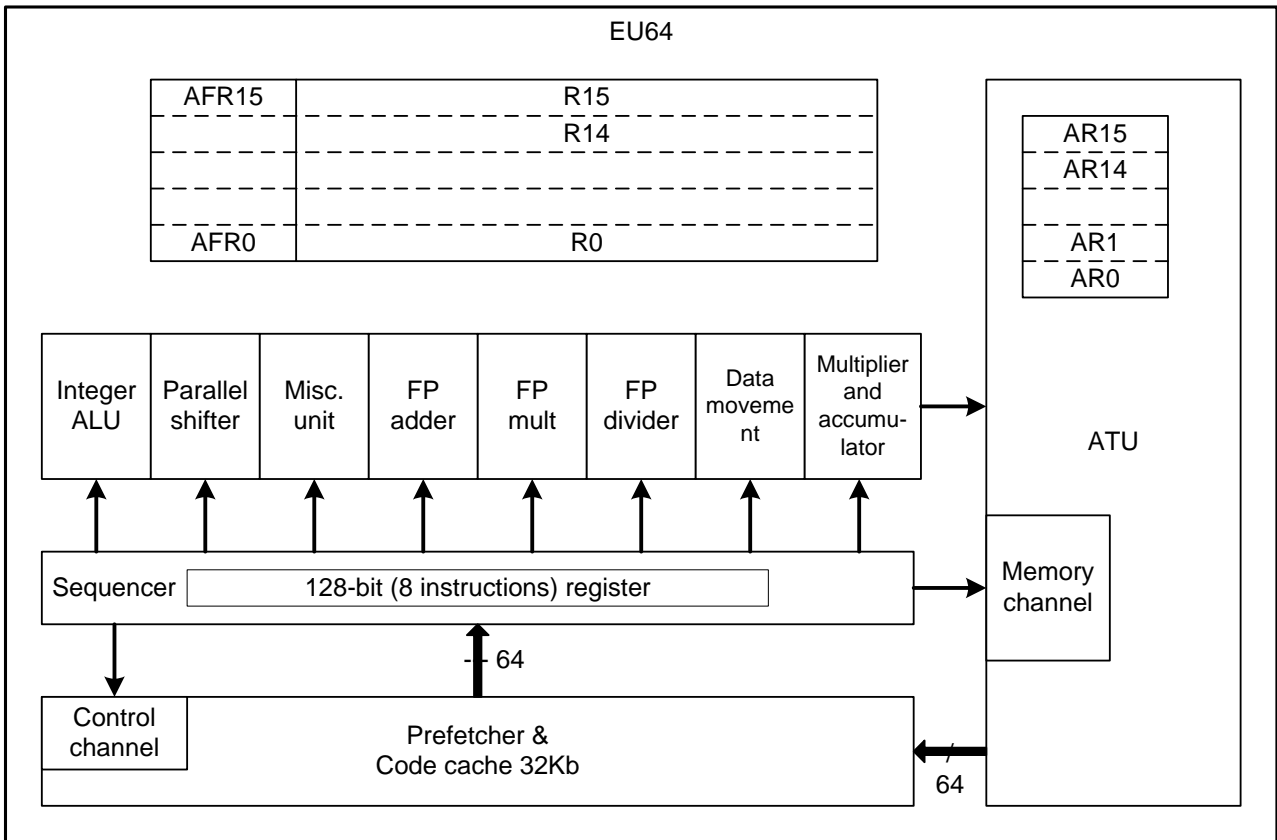 EU64
AFR15
R15
R14
AFR0
R0
AR15
AR14
AR1
AR0
Integer
ALU
Parallel
shifter
Misc.
unit
FP
adder
FP
mult
FP
divider
Data
moveme
nt
Multiplier
and
accumu-
lator
ATU
Sequencer
128-bit (8 instructions) register
Memory
channel
64
Control
channel
Prefetcher &
Code cache 32Kb
64